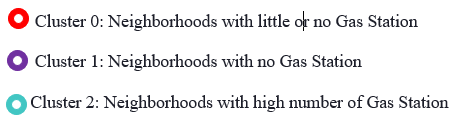 Cluster 0: Neighborhoods with little or no Gas Station
Cluster 1: Neighborhoods with no Gas Station
Cluster 2: Neighborhoods with high number of Gas Station